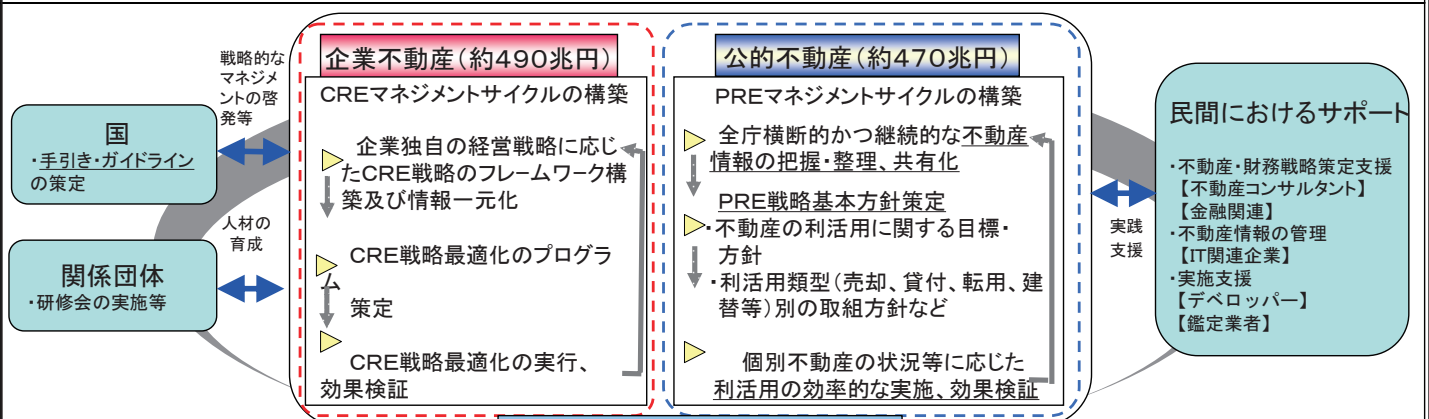 戦略的な
マネジメ
ントの啓
発等
国
・手引き・ガイドライン
の策定
人材の
育成
関係団体
・研修会の実施等
企業不動産(約490兆円)
CREマネジメントサイクルの構築
企業独自の経営戦略に応じ
たCRE戦略のフレームワーク構
築及び情報一元化
CRE戦略最適化のプログラ
ム
策定
CRE戦略最適化の実行、
効果検証
公的不動産(約470兆円)
PREマネジメントサイクルの構築
全庁横断的かつ継続的な不動産
情報の把握・整理、共有化
PRE戦略基本方針策定
・不動産の利活用に関する目標・
方針
・利活用類型(売却、貸付、転用、建
替等)別の取組方針など
個別不動産の状況等に応じた
利活用の効率的な実施、効果検証
実践
支援
民間におけるサポート
・不動産・財務戦略策定支援
【不動産コンサルタント】
【金融関連】
・不動産情報の管理
【IT関連企業】
・実施支援
【デベロッパー】
【鑑定業者】